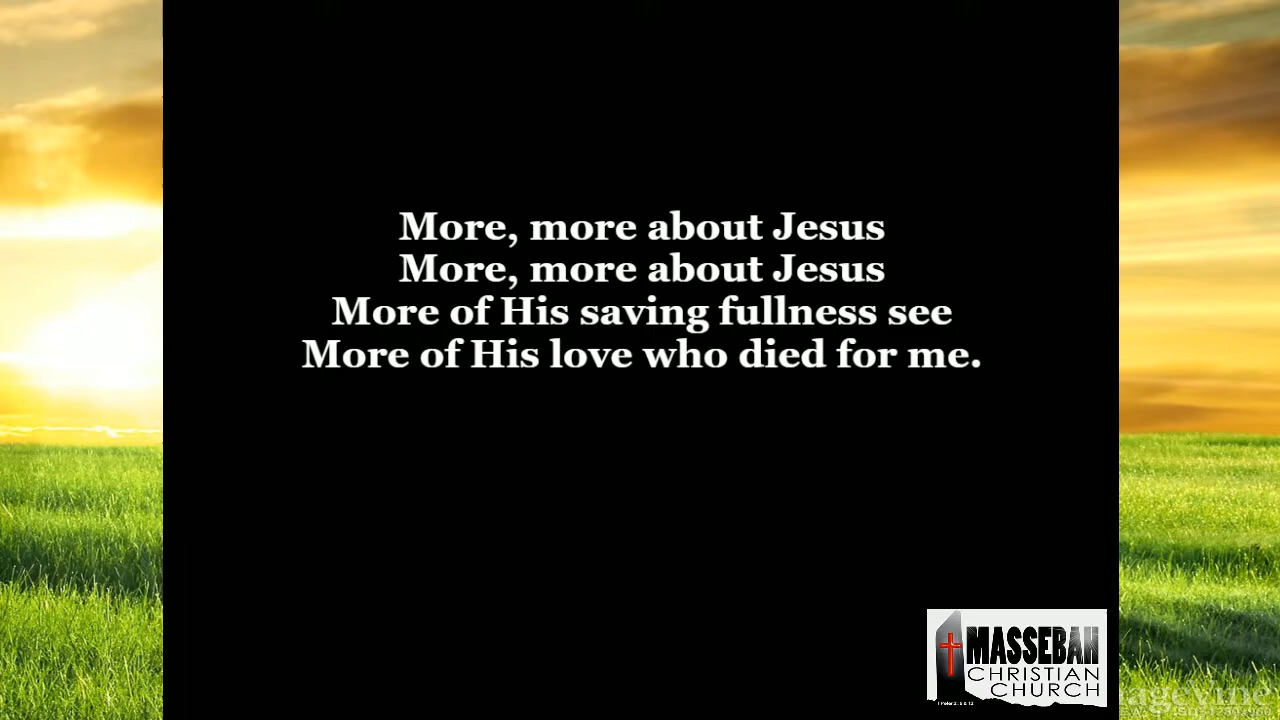 More, more about Jesus
More, more about Jesus
More of His saving fullness see
More of His love who died for me.
MASSEBAH
CHRISTIAN
CHURCH